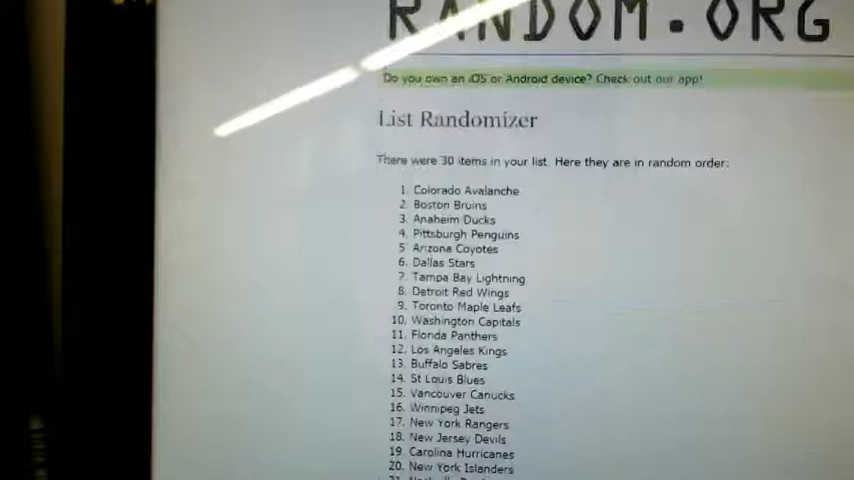 RANDOM.ORG
Do you own an iOS or Android device? Check out our app!
List Randomizer
There were 30 items in your list. Here they are in random order:
1. Colorado Avalanche
2. Boston Bruins
3. Anaheim Ducks
4. Pittsburgh Penguins
5. Arizona Coyotes
6. Dallas Stars
7. Tampa Bay Lightning
8. Detroit Red Wings
9. Toronto Maple Leafs
10. Washington Capitals
11. Florida Panthers
12. Los Angeles Kings
13. Buffalo Sabres
14. St Louis Blues
15. Vancouver Canucks
16. Winnipeg Jets
17. New York Rangers
18. New Jersey Devils
19. Carolina Hurricanes
20. New York Islanders